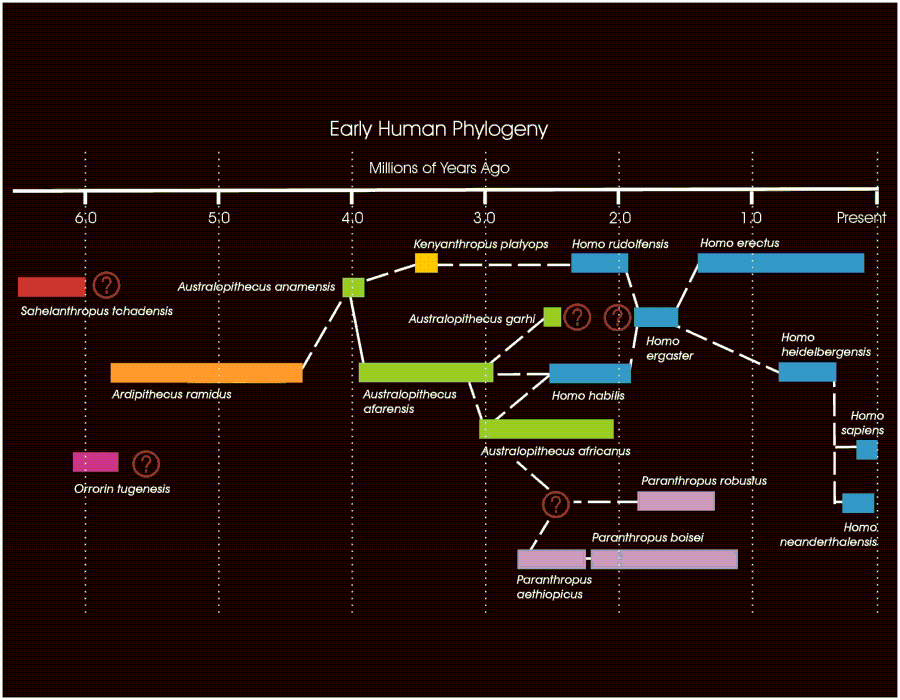 Early Human Phylogeny
Millions of Years Ago
6.0 5.0 4.0 3.0 2.0 1.0 Present
Kenyanthropus platyops
Homo rudolfensis
Homo erectus
Sahelanthropus tchadensis
?
Australopithecus anamensis
Australopithecus garhi
? ?
Homo
ergaster
Homo
heidelbergensis
Ardipithecus ramidus
Australopithecus
afarensis
Homo habilis
Homo
sapiens
Australopithecus africanus
Orrorin tugenesis
?
Paranthropus robustus
?
Paranthropus boisei
Homo
neanderthalensis
Paranthropus
aethiopicus